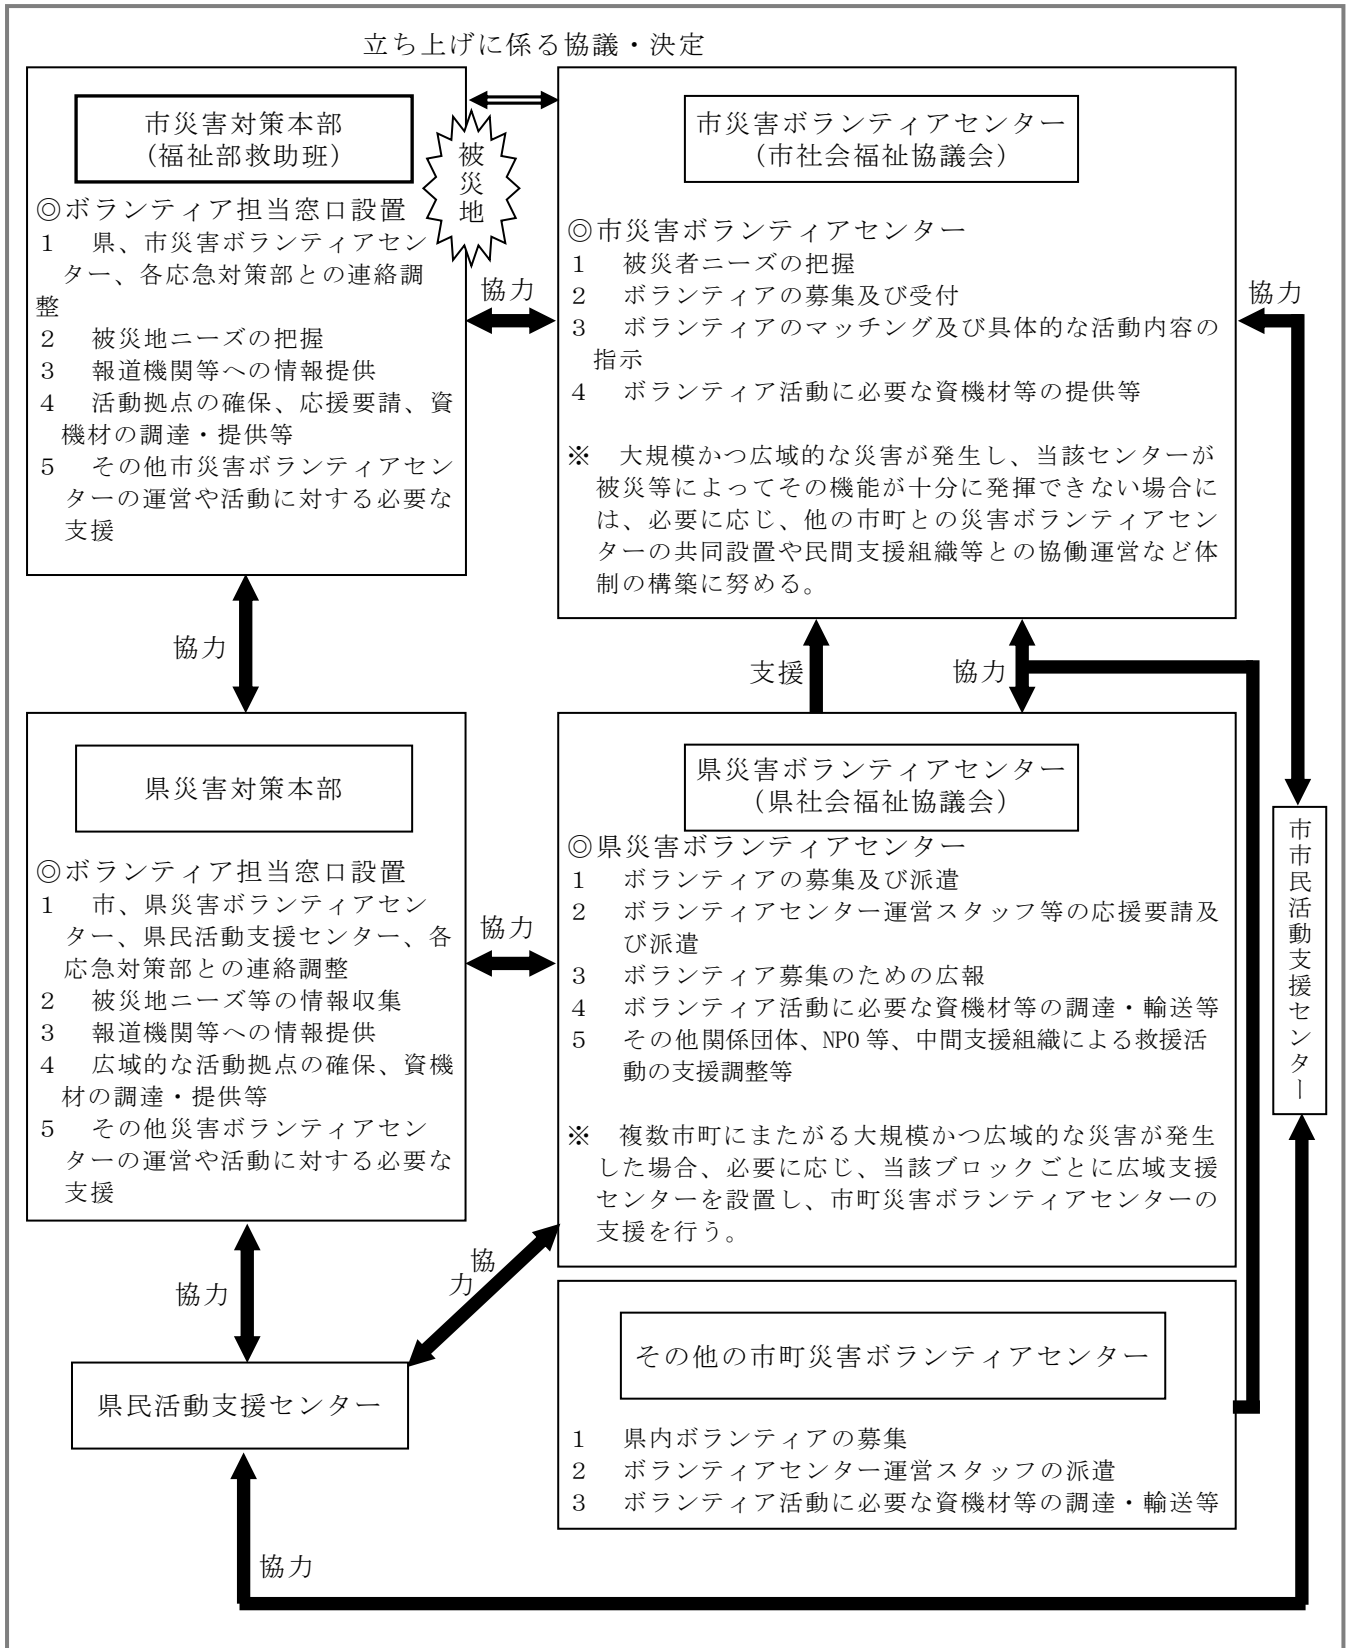 立ち上げに係る協議・決定
市災害対策本部
（福祉部救助班）
◎ボランティア担当窓口設置
1　県、市災害ボランティアセン
ター、各応急対策部との連絡調
整
2　被災地ニーズの把握
3　報道機関等への情報提供
4　活動拠点の確保、応援要請、資
機材の調達・提供等
5　その他市災害ボランティアセン
ターの運営や活動に対する必要な
支援
被災地
協力
市災害ボランティアセンター
（市社会福祉協議会）
◎市災害ボランティアセンター
1　被災者ニーズの把握
2　ボランティアの募集及び受付
3　ボランティアのマッチング及び具体的な活動内容の
指示
4　ボランティア活動に必要な資機材等の提供等
※　大規模かつ広域的な災害が発生し、当該センターが
被災等によってその機能が十分に発揮できない場合に
は、必要に応じ、他の市町との災害ボランティアセン
ターの共同設置や民間支援組織等との協働運営など体
制の構築に努める。
協力
協力
支援
協力
県災害対策本部
◎ボランティア担当窓口設置
1　市、県災害ボランティアセン
ター、県民活動支援センター、各
応急対策部との連絡調整
2　被災地ニーズ等の情報収集
3　報道機関等への情報提供
4　広域的な活動拠点の確保、資機
材の調達・提供等
5　その他災害ボランティアセン
ターの運営や活動に対する必要な
支援
協力
県災害ボランティアセンター
（県社会福祉協議会）
◎県災害ボランティアセンター
1　ボランティアの募集及び派遣
2　ボランティアセンター運営スタッフ等の応援要請及
び派遣
3　ボランティア募集のための広報
4　ボランティア活動に必要な資機材等の調達・輸送等
5　その他関係団体、NPO 等、中間支援組織による救援活
動の支援調整等
※　複数市町にまたがる大規模かつ広域的な災害が発生
した場合、必要に応じ、当該ブロックごとに広域支援
センターを設置し、市町災害ボランティアセンターの
支援を行う。
市市民活動支援センター
協力
協力
県民活動支援センター
その他の市町災害ボランティアセンター
1　県内ボランティアの募集
2　ボランティアセンター運営スタッフの派遣
3　ボランティア活動に必要な資機材等の調達・輸送等
協力